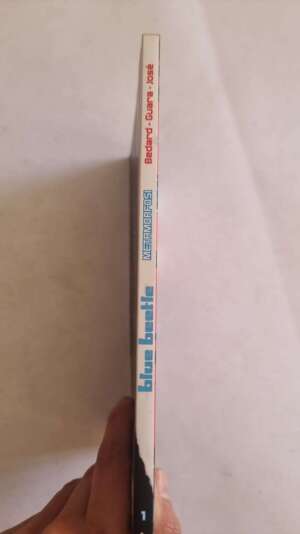 1
blue beetle
METAMORFOSI
Bedard - Guara - José